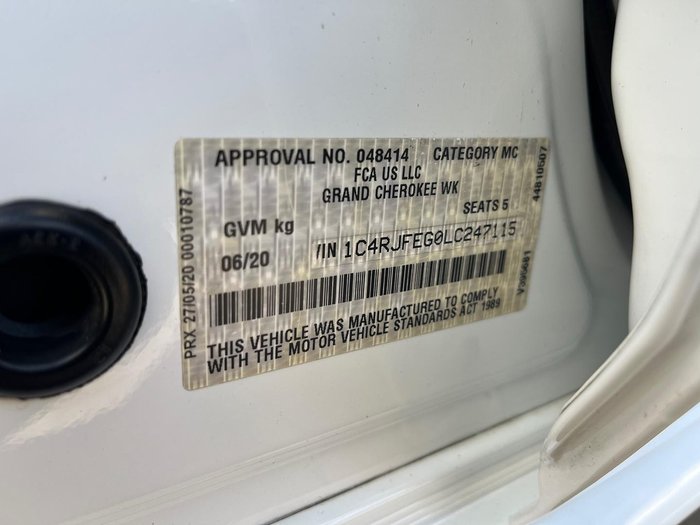 APPROVAL NO. 048414 CATEGORY MC
FCA US LLC
GRAND CHEROKEE WK
GVM kg SEATS 5
06/20 VIN 1C4RJFEG0LC247115
THIS VEHICLE WAS MANUFACTURED TO COMPLY
WITH THE MOTOR VEHICLE STANDARDS ACT 1989
PRX 27/05/20 00010787
44810507